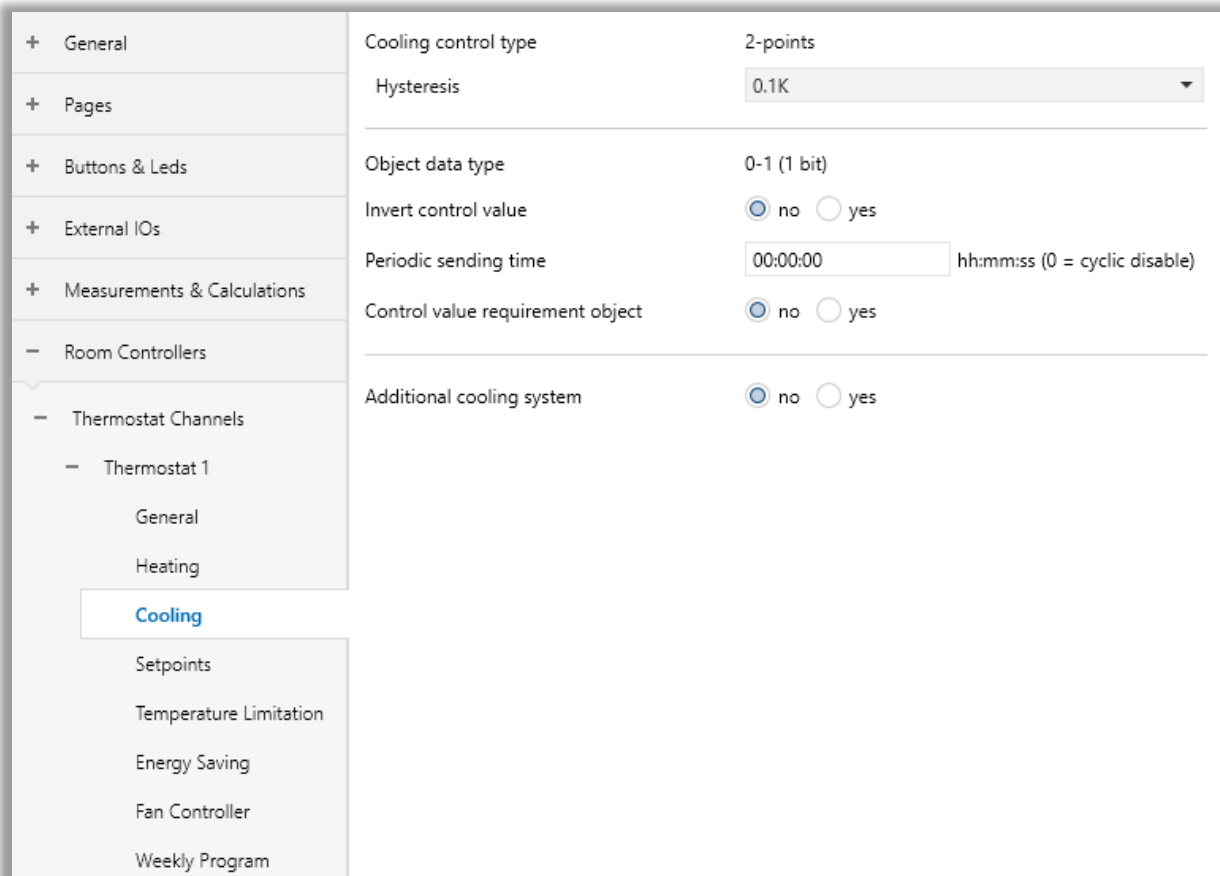 + General
+ Pages
+ Buttons & Leds
+ External IOs
+ Measurements & Calculations
− Room Controllers
− Thermostat Channels
− Thermostat 1
General
Heating
Cooling
Setpoints
Temperature Limitation
Energy Saving
Fan Controller
Weekly Program
Cooling control type 2-points
Hysteresis 0.1K
Object data type 0-1 (1 bit)
Invert control value no yes
Periodic sending time 00:00:00 hh:mm:ss (0 = cyclic disable)
Control value requirement object no yes
Additional cooling system no yes